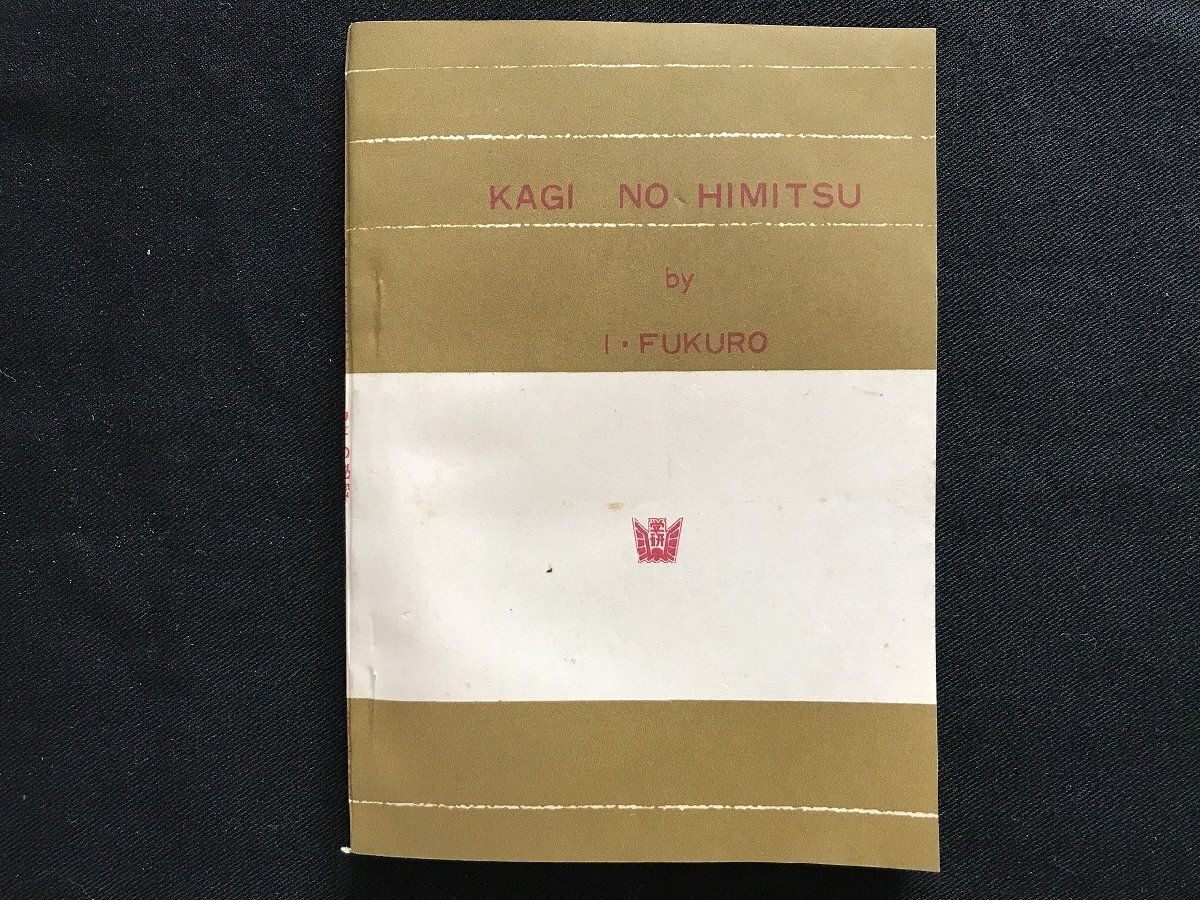 KAGI NO HIMITSU
by
I・FUKURO
学研